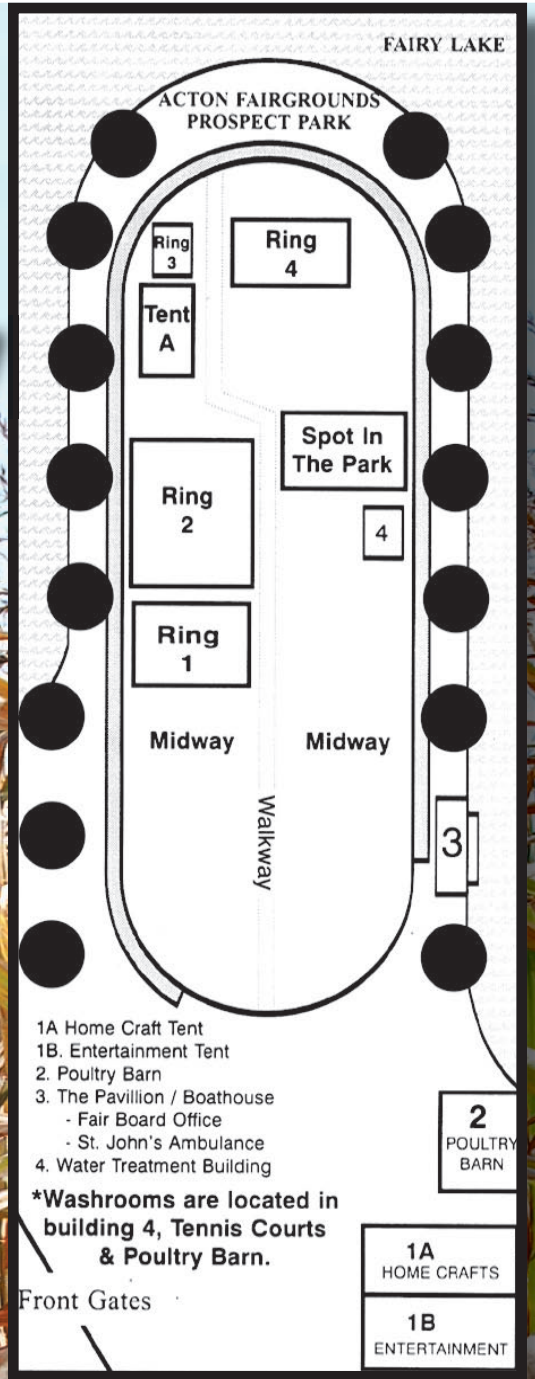 FAIRY LAKE
ACTON FAIRGROUNDS
PROSPECT PARK
Ring
3
Ring
4
Tent
A
Spot In
The Park
Ring
2
4
Ring
1
Midway
Midway
Walkway
3
1A Home Craft Tent
1B. Entertainment Tent
2. Poultry Barn
3. The Pavillion / Boathouse
- Fair Board Office
- St. John's Ambulance
4. Water Treatment Building
*Washrooms are located in
building 4, Tennis Courts
& Poultry Barn.
2
POULTRY
BARN
1A
HOME CRAFTS
1B
ENTERTAINMENT
Front Gates